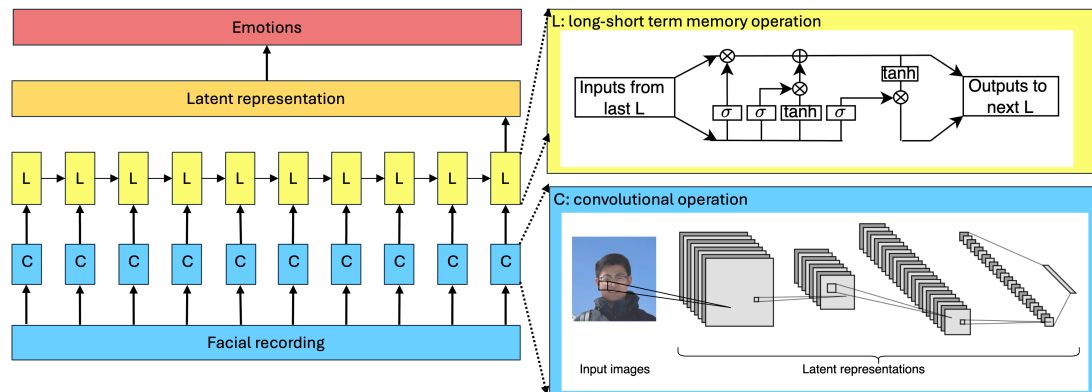 Emotions
Latent representation
L L L L L L L L L L
C C C C C C C C C C
Facial recording
L: long-short term memory operation
Inputs from
last L
σ σ tanh σ
tanh
Outputs to
next L
C: convolutional operation
Input images
Latent representations